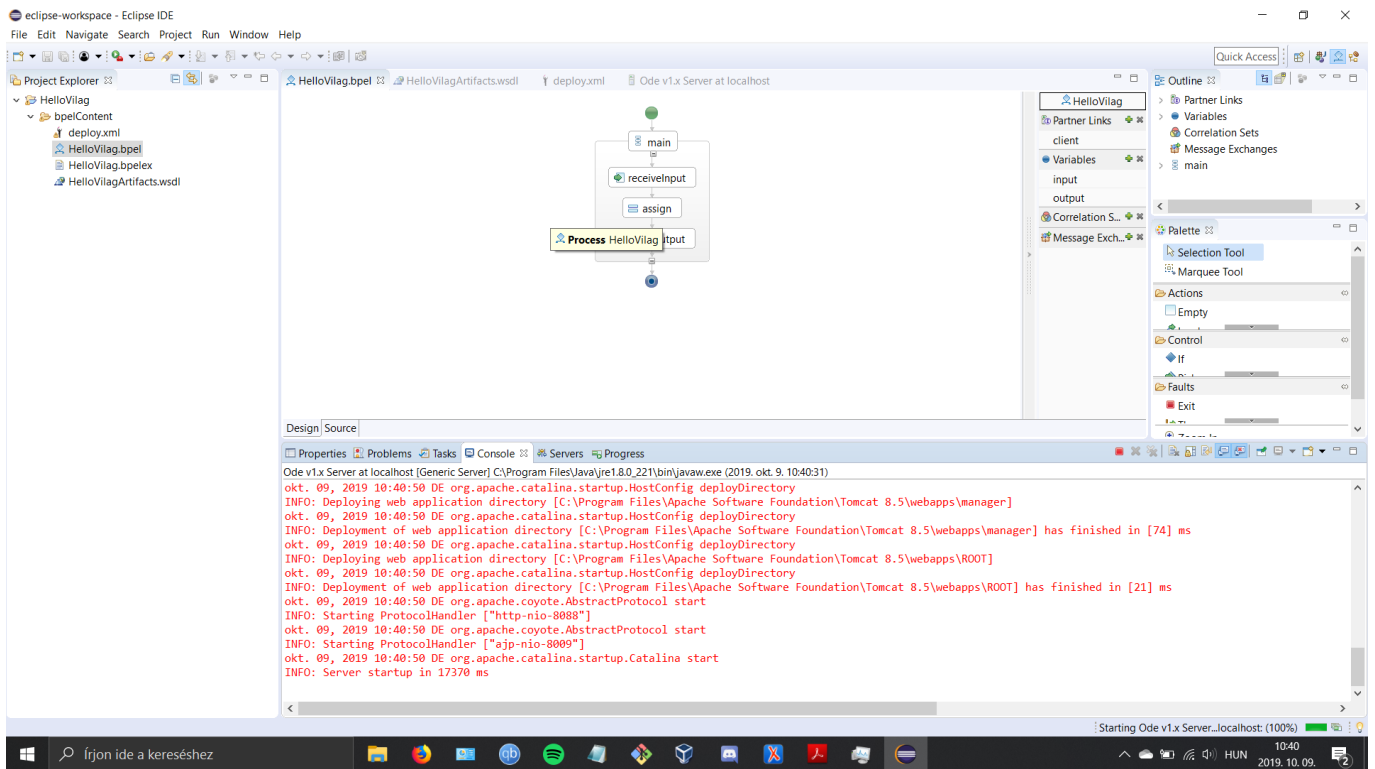 eclipse-workspace - Eclipse IDE
File Edit Navigate Search Project Run Window Help
Quick Access
Project Explorer
HelloVilag
bpelContent
deploy.xml
HelloVilag.bpel
HelloVilag.bpelex
HelloVilagArtifacts.wsdl
HelloVilag.bpel HelloVilagArtifacts.wsdl deploy.xml Ode v1.x Server at localhost
main
receiveInput
assign
Process HelloVilag
Design Source
HelloVilag
Partner Links
client
Variables
input
output
Correlation S...
Message Exch...
Outline
Partner Links
Variables
Correlation Sets
Message Exchanges
main
Palette
Selection Tool
Marquee Tool
Actions
Empty
Control
If
Faults
Exit
Properties Problems Tasks Console Servers Progress
Ode v1.x Server at localhost [Generic Server] C:\Program Files\Java\jre1.8.0_221\bin\javaw.exe (2019. okt. 9. 10:40:31)
okt. 09, 2019 10:40:50 DE org.apache.catalina.startup.HostConfig deployDirectory
INFO: Deploying web application directory [C:\Program Files\Apache Software Foundation\Tomcat 8.5\webapps\manager]
okt. 09, 2019 10:40:50 DE org.apache.catalina.startup.HostConfig deployDirectory
INFO: Deployment of web application directory [C:\Program Files\Apache Software Foundation\Tomcat 8.5\webapps\manager] has finished in [74] ms
okt. 09, 2019 10:40:50 DE org.apache.catalina.startup.HostConfig deployDirectory
INFO: Deploying web application directory [C:\Program Files\Apache Software Foundation\Tomcat 8.5\webapps\ROOT]
okt. 09, 2019 10:40:50 DE org.apache.catalina.startup.HostConfig deployDirectory
INFO: Deployment of web application directory [C:\Program Files\Apache Software Foundation\Tomcat 8.5\webapps\ROOT] has finished in [21] ms
okt. 09, 2019 10:40:50 DE org.apache.coyote.AbstractProtocol start
INFO: Starting ProtocolHandler ["http-nio-8088"]
okt. 09, 2019 10:40:50 DE org.apache.coyote.AbstractProtocol start
INFO: Starting ProtocolHandler ["ajp-nio-8009"]
okt. 09, 2019 10:40:50 DE org.apache.catalina.startup.Catalina start
INFO: Server startup in 17370 ms
Starting Ode v1.x Server...localhost: (100%)
Írjon ide a kereséshez
qb
HUN
10:40
2019. 10. 09.
2